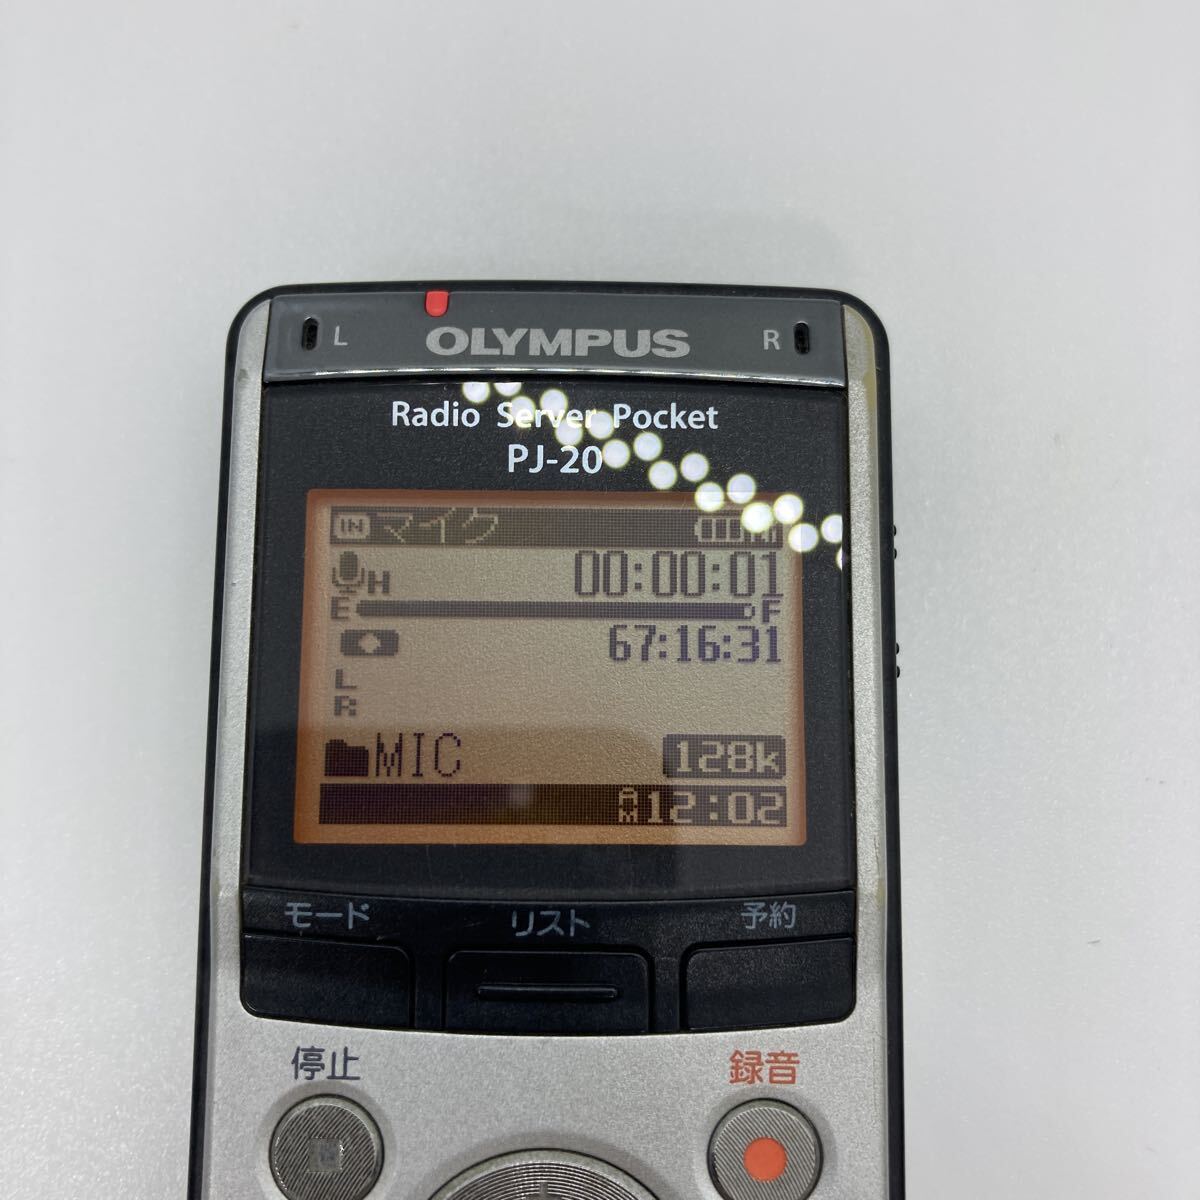 L OLYMPUS R
Radio Server Pocket
PJ-20
IN マイク
H 00:00:01
E F
67:16:31
L
R
MIC 128k
AM 12:02
モード リスト 予約
停止 録音